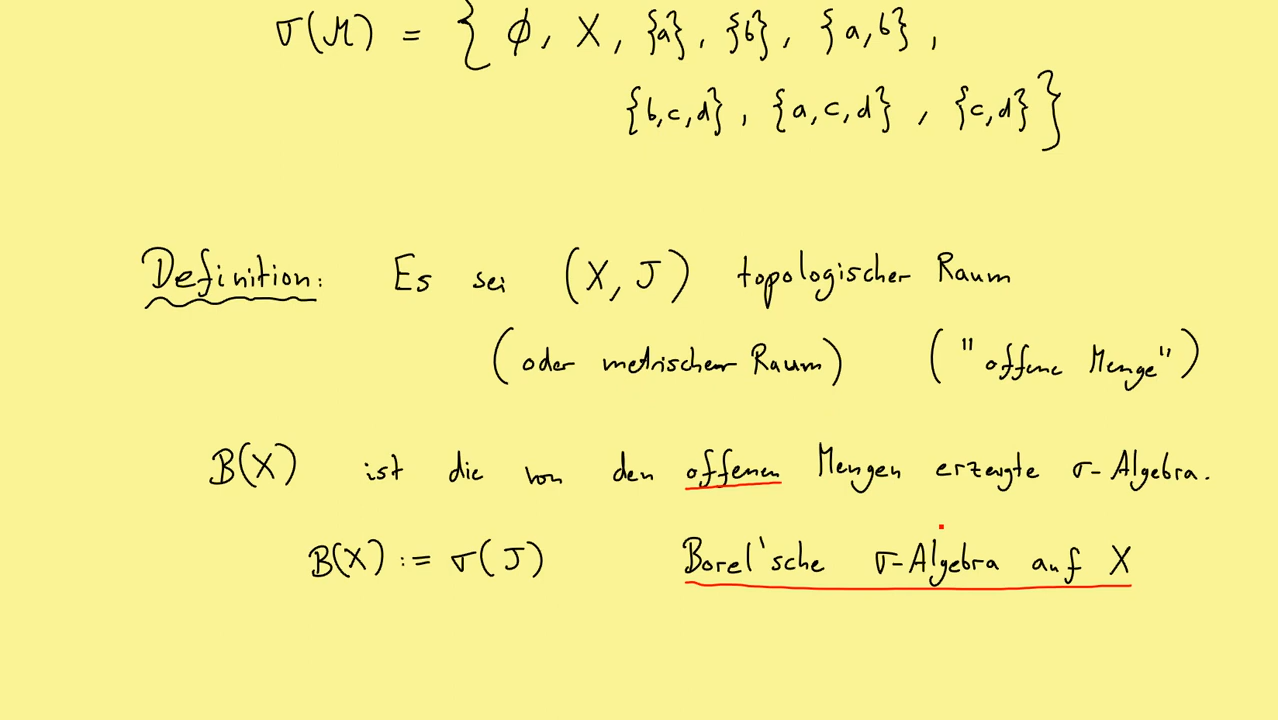 σ(M) = { ϕ, X, {a}, {b}, {a,b},
{b,c,d}, {a,c,d}, {c,d} }
Definition: Es sei (X, J) topologischer Raum
(oder metrischer Raum) ("offene Menge")
B(X) ist die von den offenen Mengen erzeugte σ-Algebra.
B(X) := σ(J) Borel'sche σ-Algebra auf X